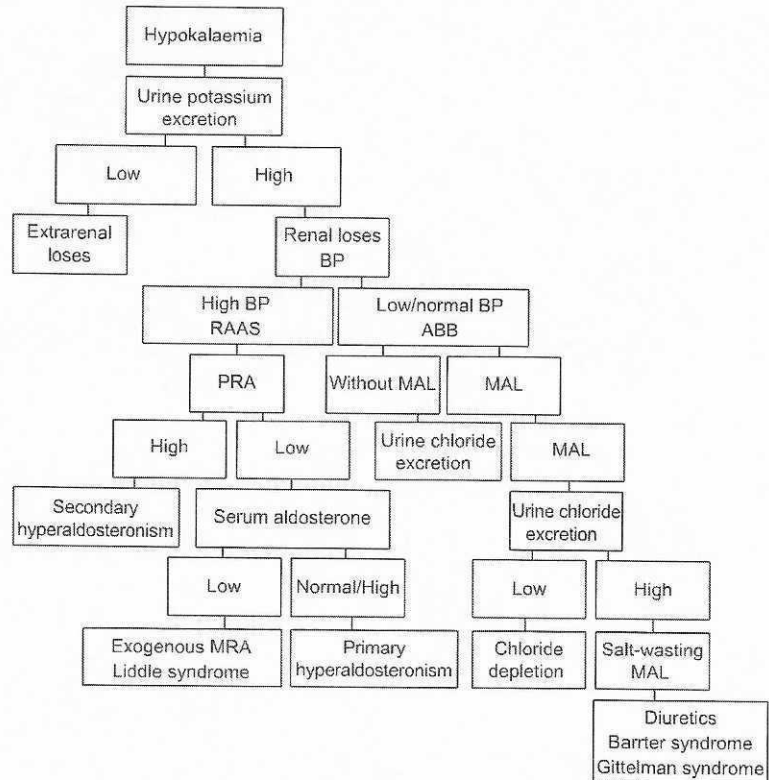 Hypokalaemia
Urine potassium
excretion
Low
High
Extrarenal
loses
Renal loses
BP
High BP
RAAS
Low/normal BP
ABB
PRA
Without MAL
MAL
High
Low
Urine chloride
excretion
MAL
Secondary
hyperaldosteronism
Serum aldosterone
Urine chloride
excretion
Low
Normal/High
Low
High
Exogenous MRA
Liddle syndrome
Primary
hyperaldosteronism
Chloride
depletion
Salt-wasting
MAL
Diuretics
Barrter syndrome
Gittelman syndrome